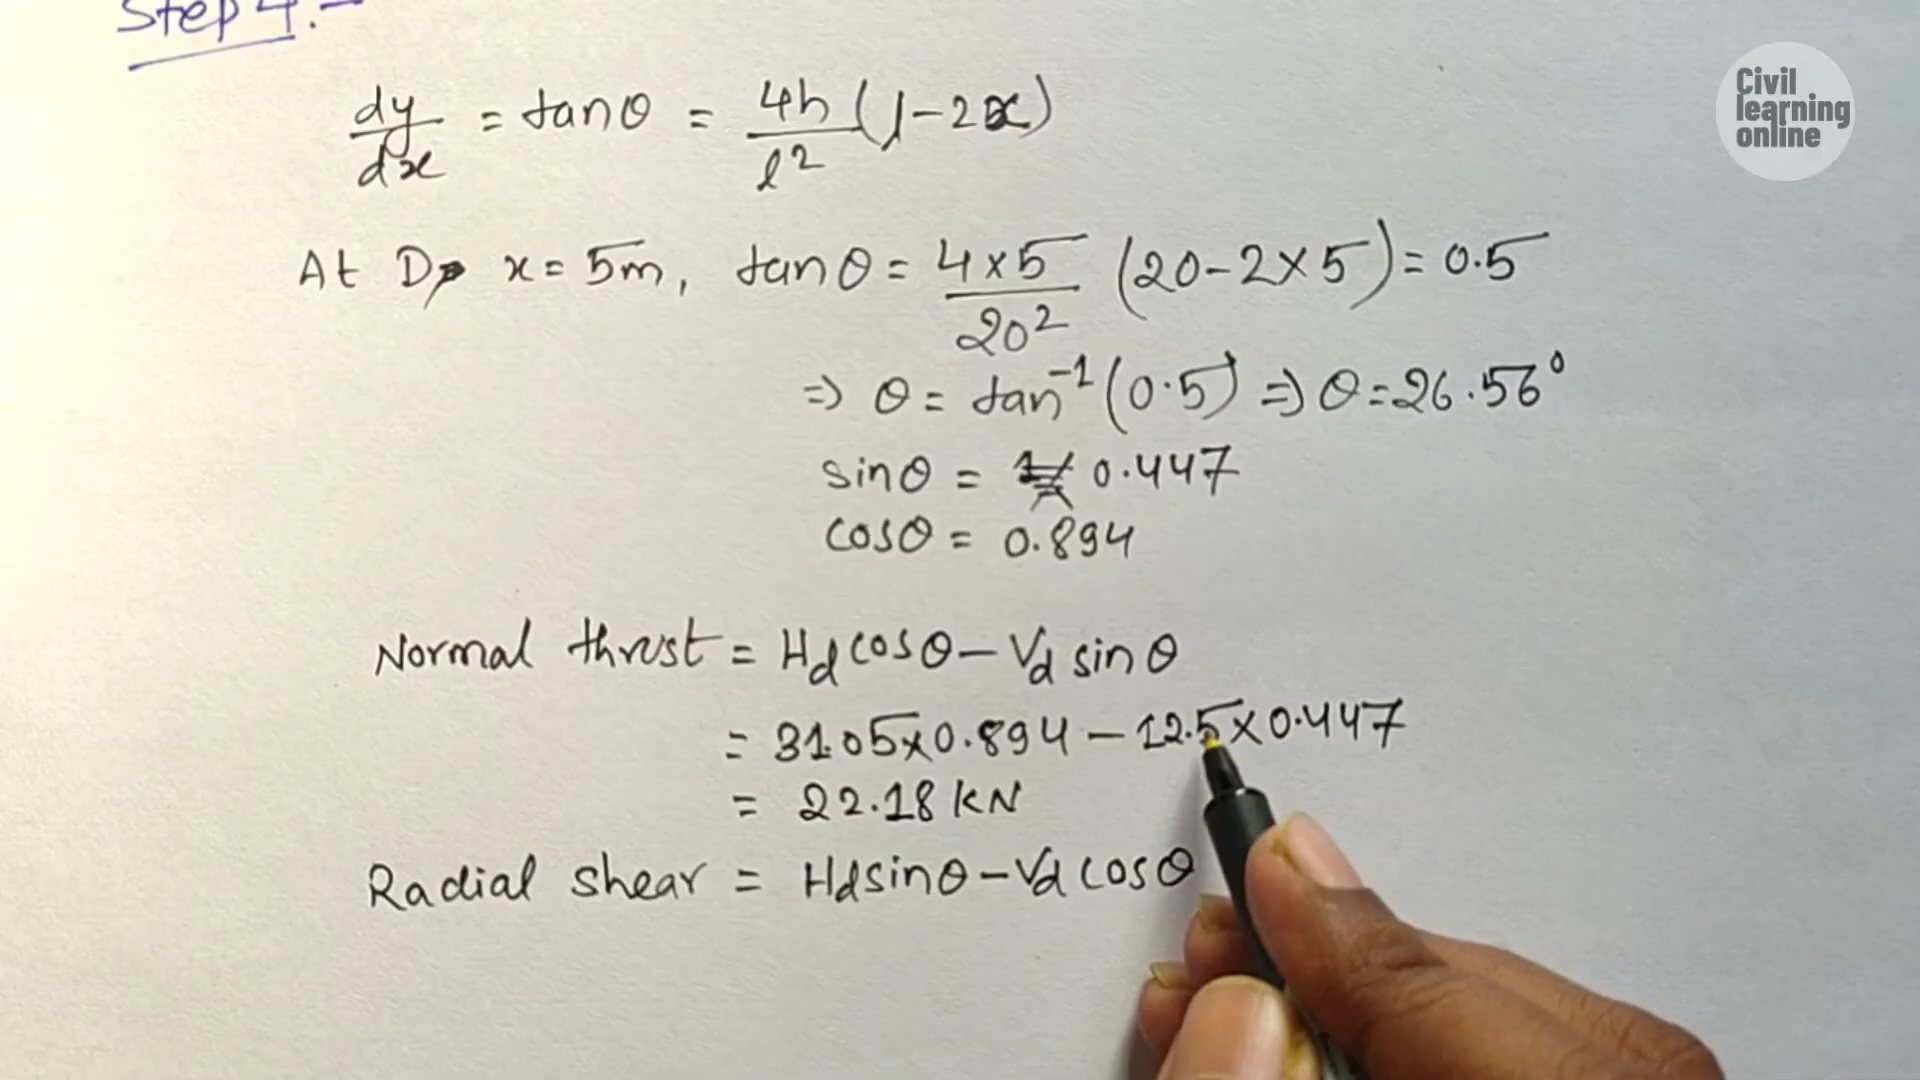 Step 4:-
dy/dx = tanθ = 4h/l² (l-2x)
At D, x = 5m, tanθ = 4×5/20² (20-2×5) = 0.5
⇒ θ = tan⁻¹(0.5) ⇒ θ = 26.56°
sinθ = 0.447
cosθ = 0.894
Normal thrust = Hd cosθ - Vd sinθ
= 31.05×0.894 - 12.5×0.447
= 22.18 KN
Radial shear = Hd sinθ - Vd cosθ
Civil
learning
online